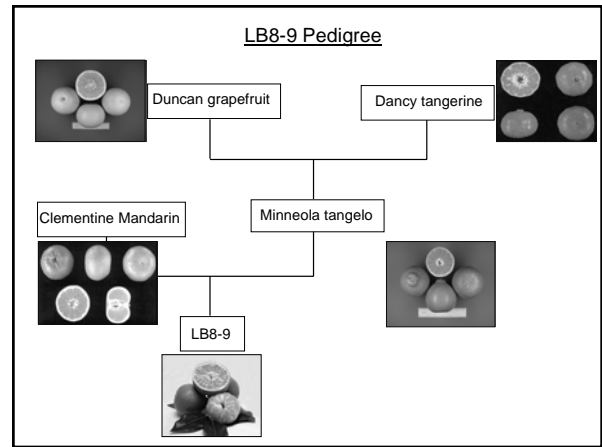 LB8-9 Pedigree
Duncan grapefruit
Dancy tangerine
Clementine Mandarin
Minneola tangelo
LB8-9